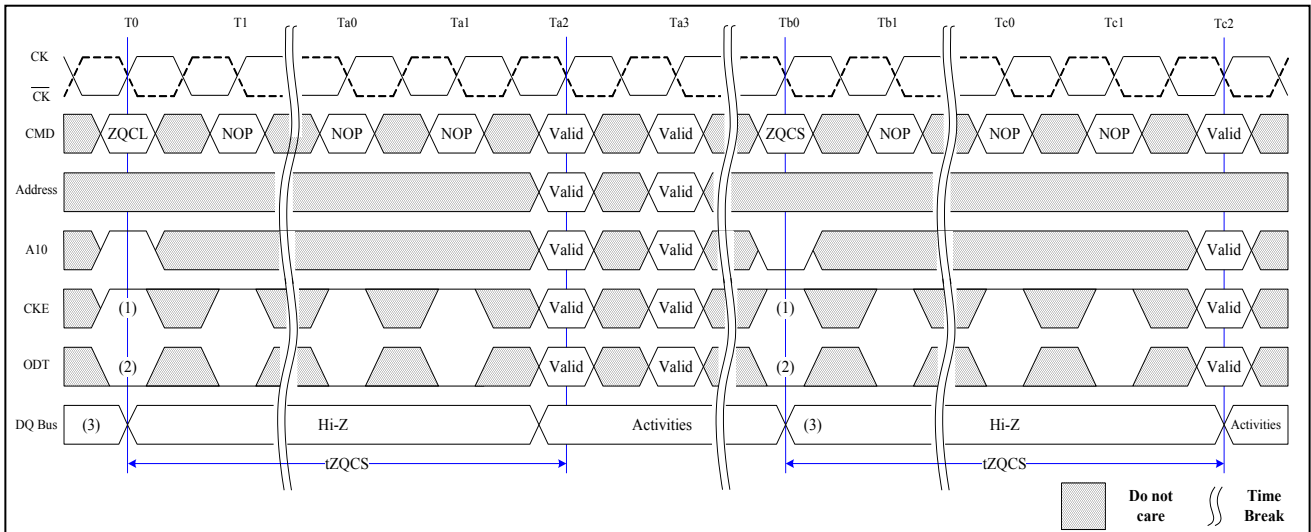 T0 T1 Ta0 Ta1 Ta2 Ta3 Tb0 Tb1 Tc0 Tc1 Tc2
CK
CK
CMD ZQCL NOP NOP NOP Valid Valid ZQCS NOP NOP NOP Valid
Address Valid Valid
A10 Valid Valid Valid
CKE (1) Valid Valid (1) Valid
ODT (2) Valid Valid (2) Valid
DQ Bus (3) Hi-Z Activities (3) Hi-Z Activities
tZQCS tZQCS
Do not care
Time Break